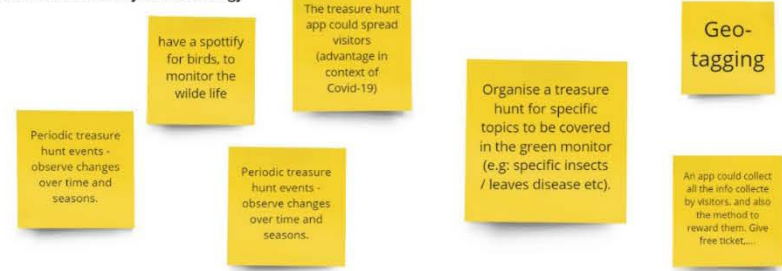 The treasure hunt
app could spread
visitors
(advantage in
context of
Covid-19)
have a spottify
for birds, to
monitor the
wilde life
Periodic treasure
hunt events -
observe changes
over time and
seasons.
Periodic treasure
hunt events -
observe changes
over time and
seasons.
Organise a treasure
hunt for specific
topics to be covered
in the green monitor
(e.g: specific insects
/ leaves disease etc).
Geo-
tagging
An app could collect
all the info collecte
by visitors, and also
the method to
reward them. Give
free ticket,....